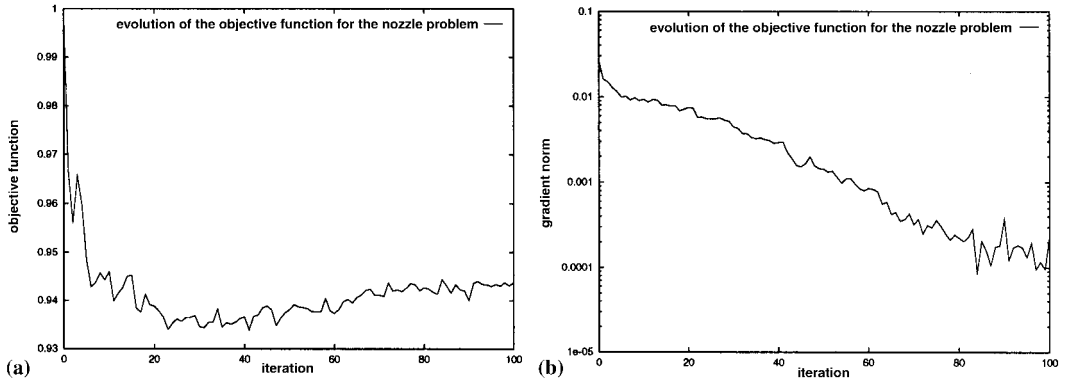 evolution of the objective function for the nozzle problem
1
0.99
0.98
0.97
0.96
0.95
0.94
0.93
objective function
0 20 40 60 80 100
iteration
(a)
evolution of the objective function for the nozzle problem
0.1
0.01
0.001
0.0001
1e-05
gradient norm
0 20 40 60 80 100
iteration
(b)